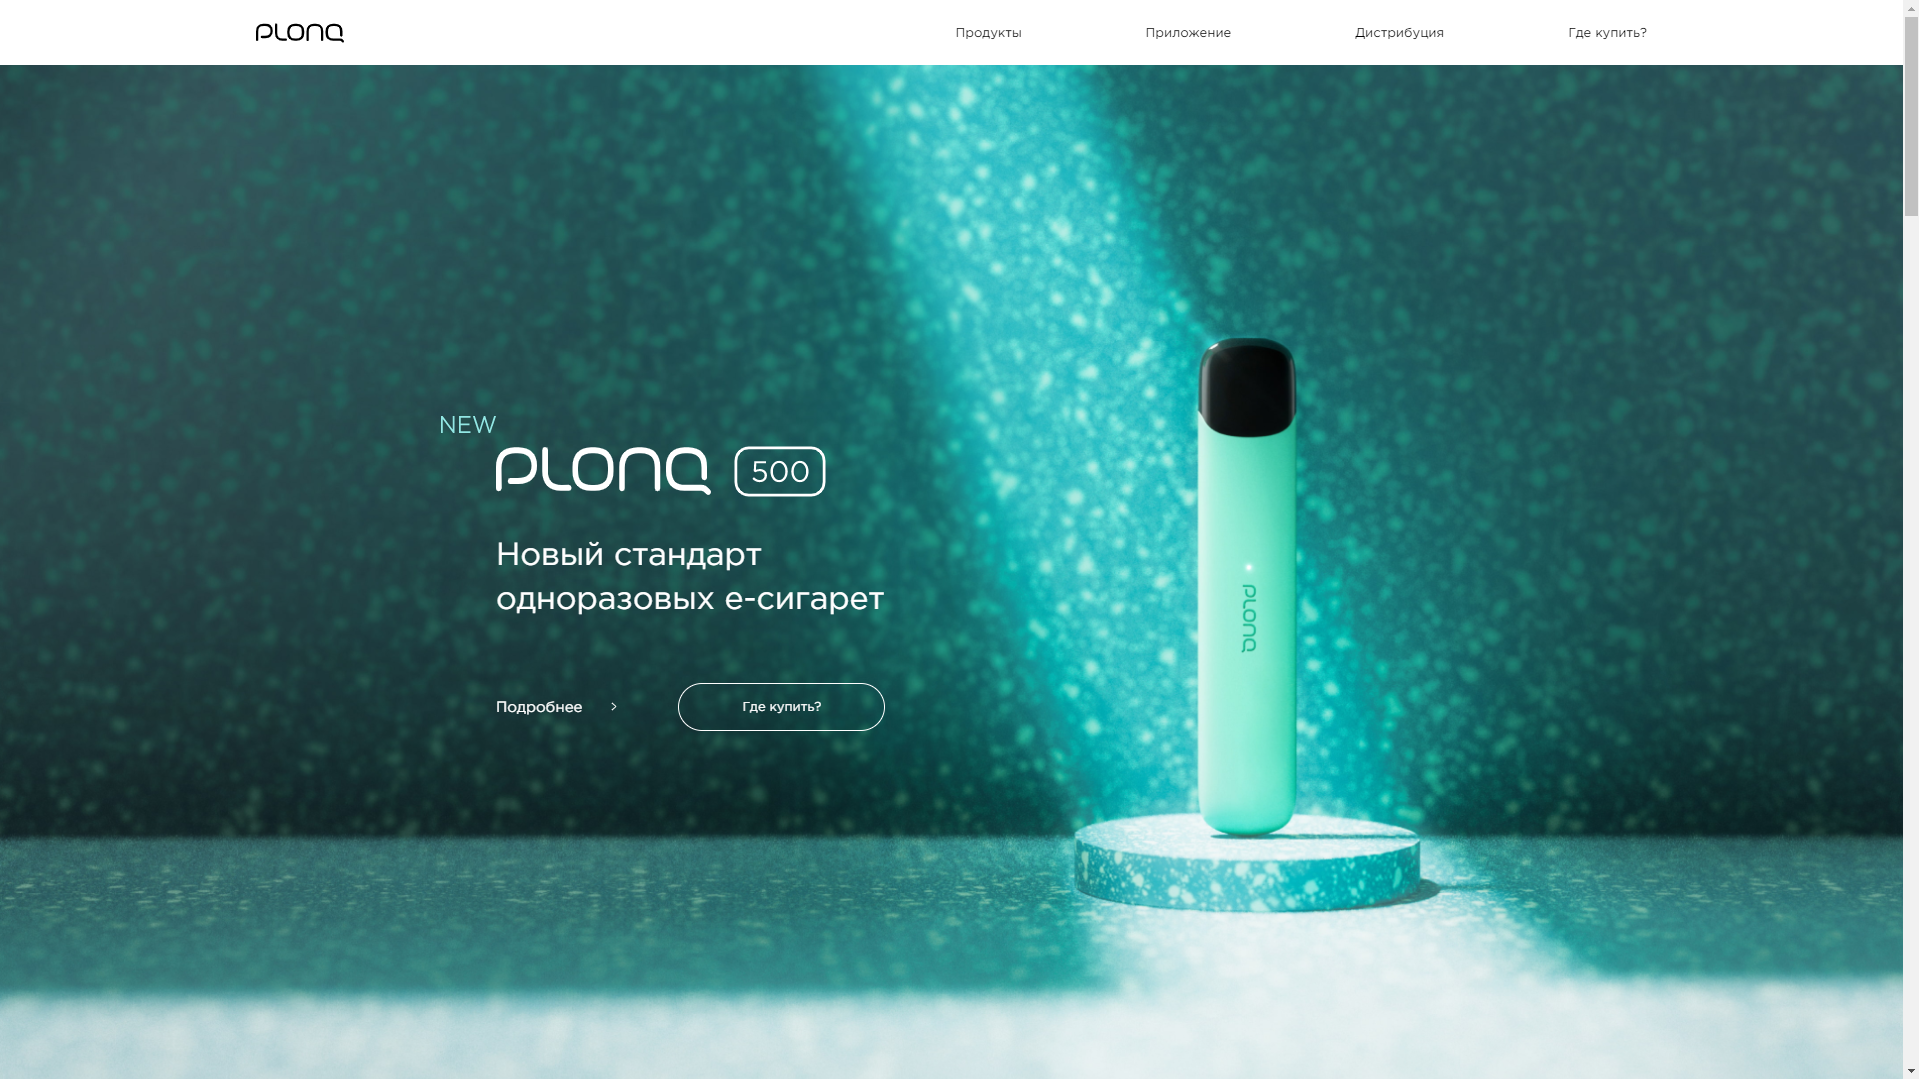 PLONQ
Продукты
Приложение
Дистрибуция
Где купить?
NEW
PLONQ 500
Новый стандарт
одноразовых е-сигарет
Подробнее
Где купить?
PLONQ